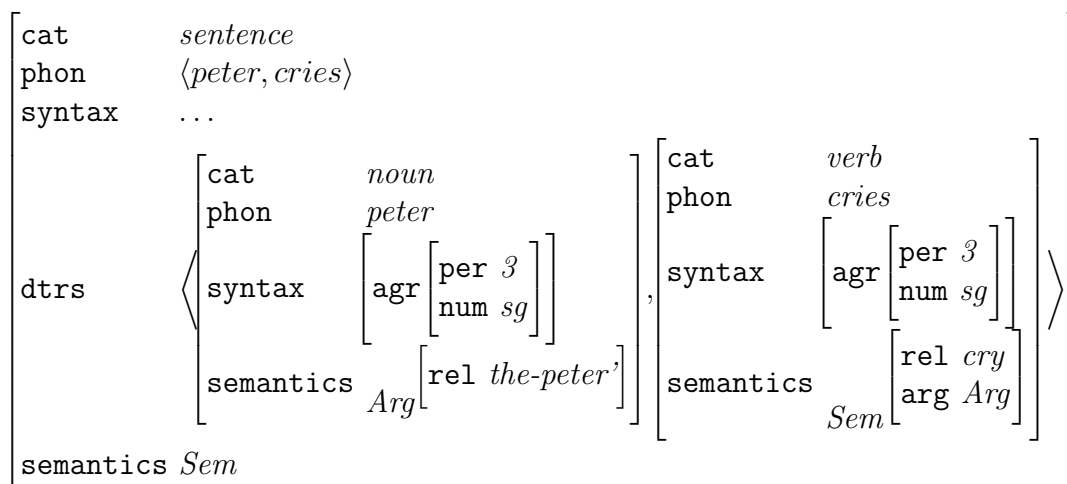 cat sentence
phon ⟨peter, cries⟩
syntax ...
dtrs ⟨[cat noun
phon peter
syntax [agr [per 3
num sg]]
semantics Arg[rel the-peter']],
[cat verb
phon cries
syntax [agr [per 3
num sg]]
semantics Sem[rel cry
arg Arg]]⟩
semantics Sem